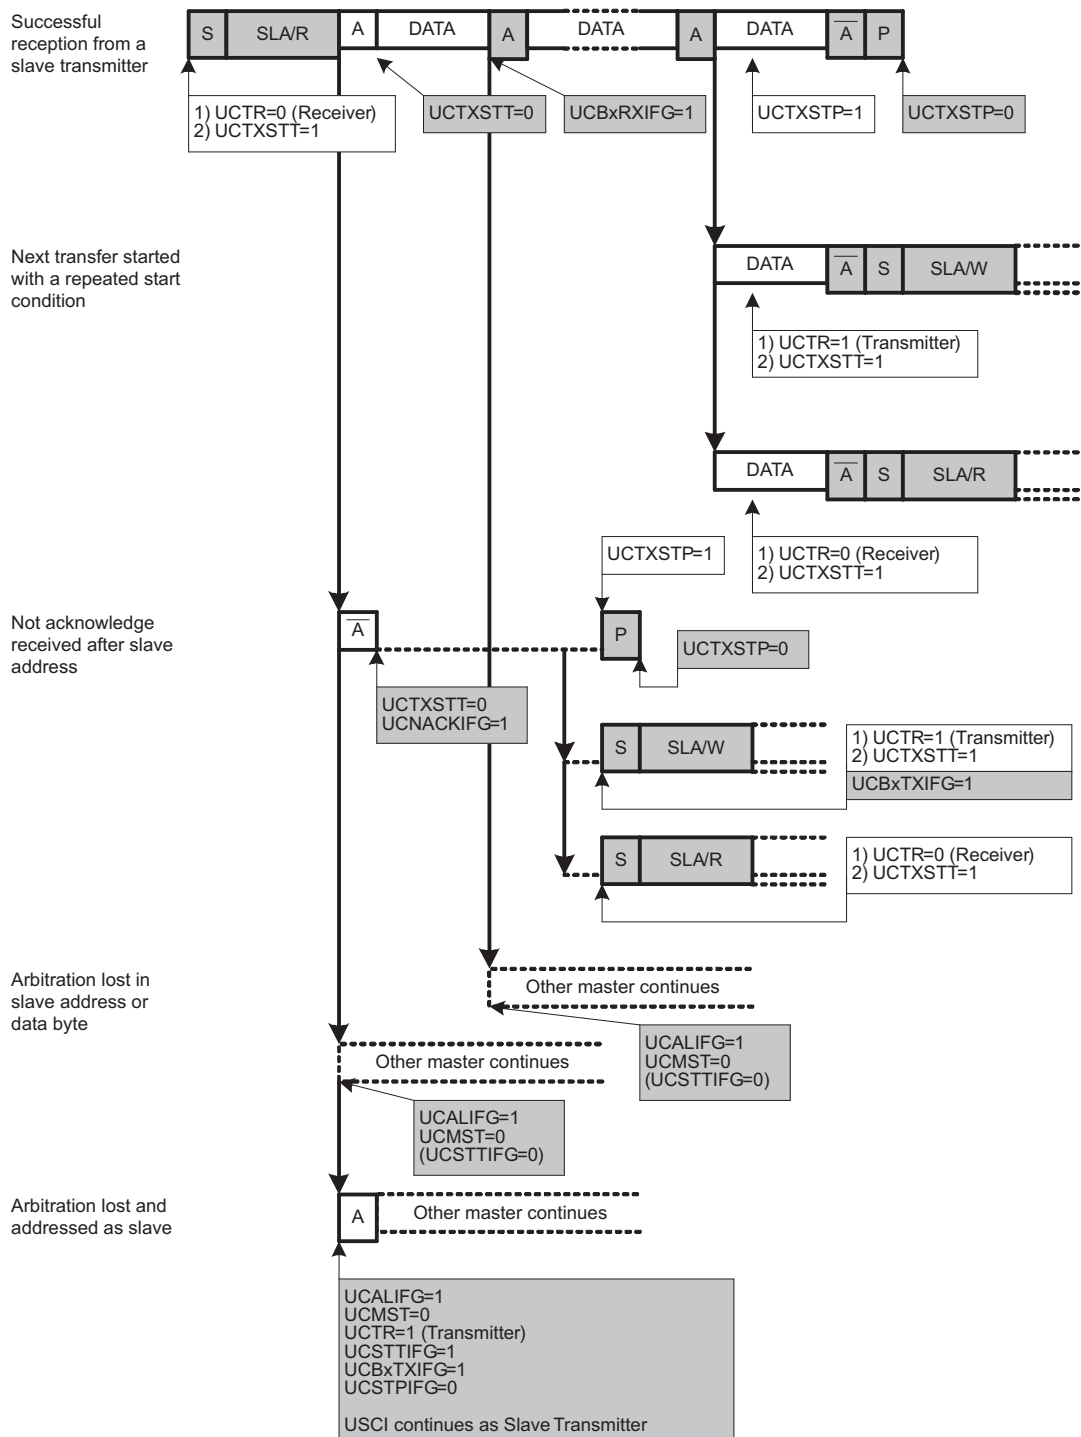 Successful
reception from a
slave transmitter
S SLA/R A DATA A DATA A DATA A P
1) UCTR=0 (Receiver)
2) UCTXSTT=1
UCTXSTT=0
UCBxRXIFG=1
UCTXSTP=1
UCTXSTP=0
Next transfer started
with a repeated start
condition
DATA A S SLA/W
1) UCTR=1 (Transmitter)
2) UCTXSTT=1
DATA A S SLA/R
1) UCTR=0 (Receiver)
2) UCTXSTT=1
UCTXSTP=1
Not acknowledge
received after slave
address
A
P
UCTXSTP=0
UCTXSTT=0
UCNACKIFG=1
S SLA/W
1) UCTR=1 (Transmitter)
2) UCTXSTT=1
UCBxTXIFG=1
S SLA/R
1) UCTR=0 (Receiver)
2) UCTXSTT=1
Arbitration lost in
slave address or
data byte
Other master continues
UCALIFG=1
UCMST=0
(UCSTTIFG=0)
Other master continues
UCALIFG=1
UCMST=0
(UCSTTIFG=0)
Arbitration lost and
addressed as slave
A
Other master continues
UCALIFG=1
UCMST=0
UCTR=1 (Transmitter)
UCSTTIFG=1
UCBxTXIFG=1
UCSTPIFG=0
USCI continues as Slave Transmitter